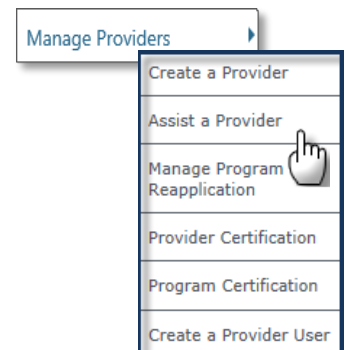 Manage Providers
Create a Provider
Assist a Provider
Manage Program
Reapplication
Provider Certification
Program Certification
Create a Provider User